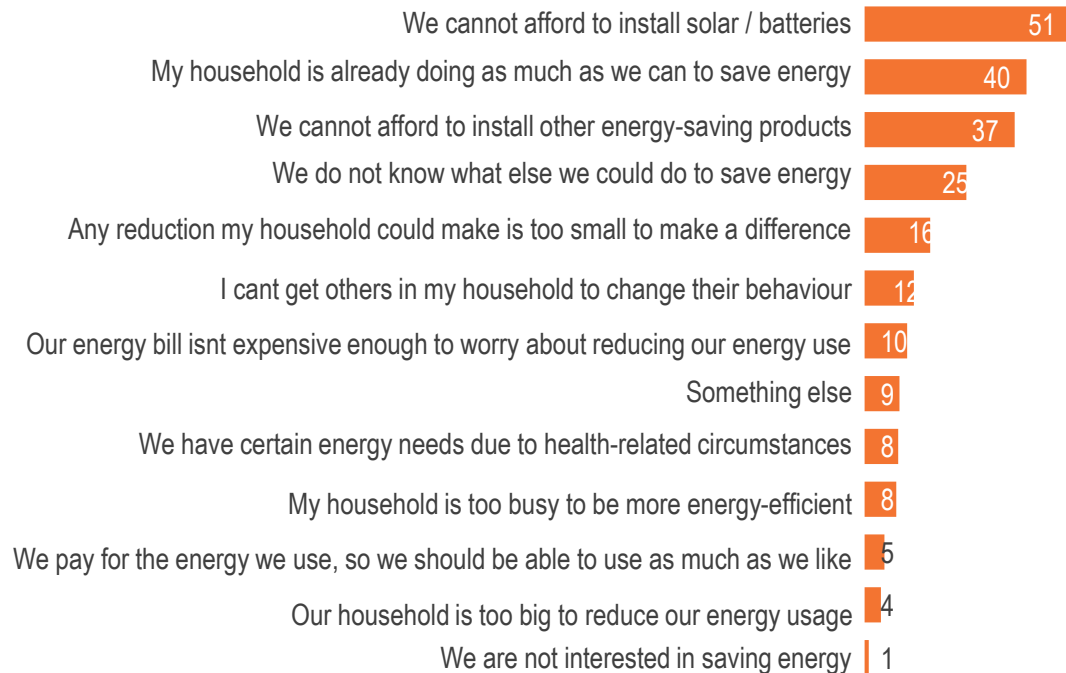 We cannot afford to install solar / batteries 51
My household is already doing as much as we can to save energy 40
We cannot afford to install other energy-saving products 37
We do not know what else we could do to save energy 25
Any reduction my household could make is too small to make a difference 16
I cant get others in my household to change their behaviour 12
Our energy bill isnt expensive enough to worry about reducing our energy use 10
Something else 9
We have certain energy needs due to health-related circumstances 8
My household is too busy to be more energy-efficient 8
We pay for the energy we use, so we should be able to use as much as we like 5
Our household is too big to reduce our energy usage 4
We are not interested in saving energy 1